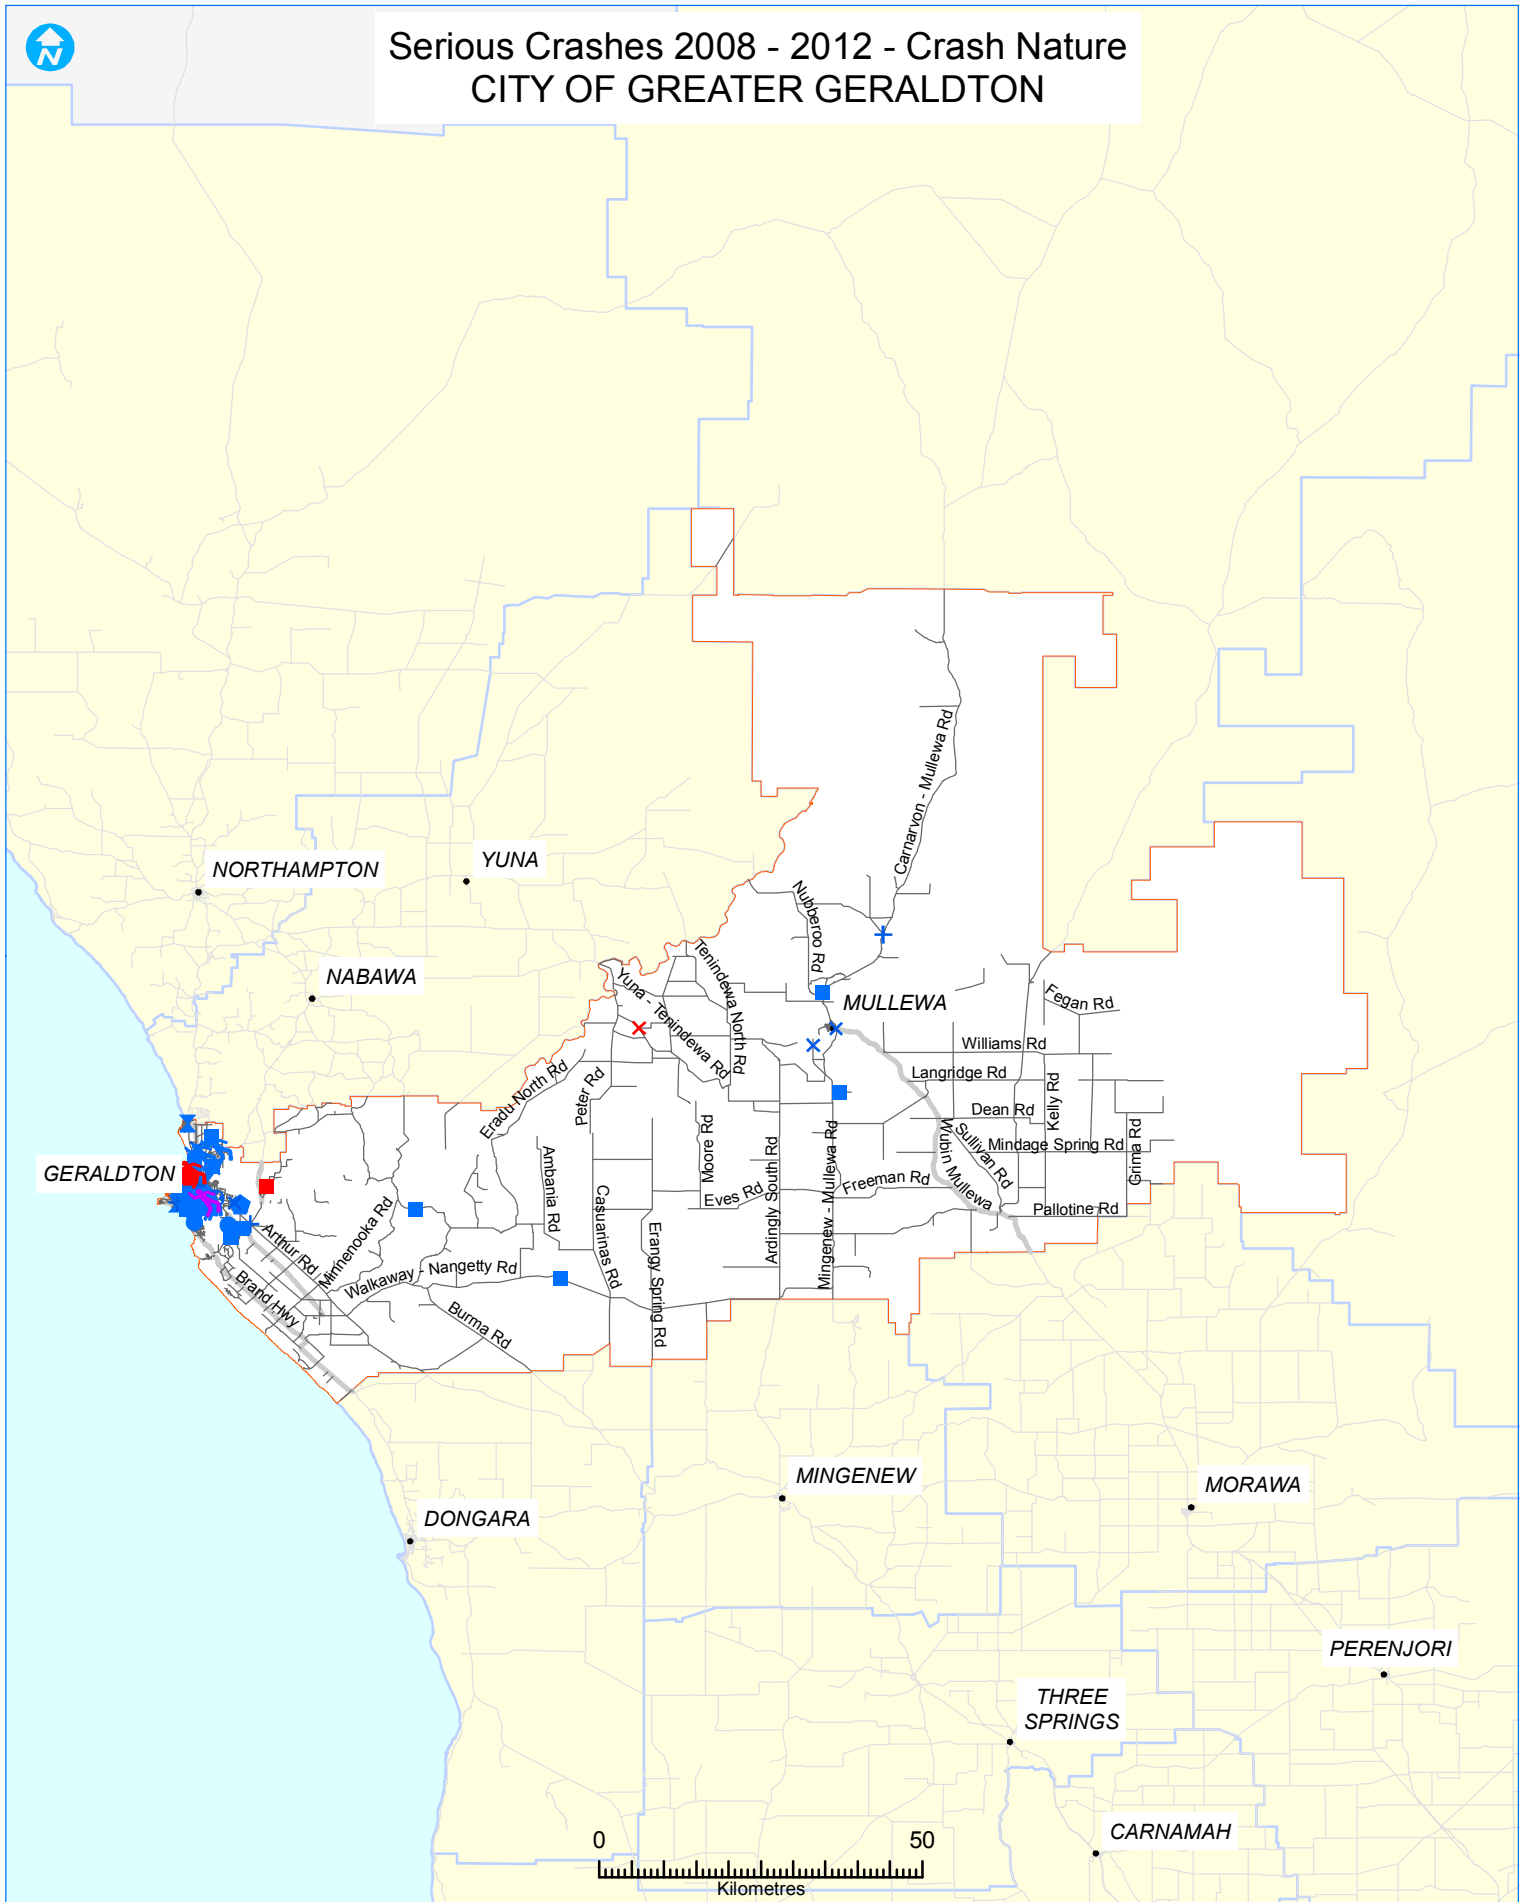 N
Serious Crashes 2008 - 2012 - Crash Nature
CITY OF GREATER GERALDTON
Carnarvon - Mullewa Rd
NORTHAMPTON
YUNA
Nubberoo Rd
NABAWA
Tenindewa North Rd
Yuna - Tenindewa Rd
MULLEWA
Fegan Rd
Williams Rd
Langridge Rd
Kelly Rd
Eradu North Rd
Peter Rd
Dean Rd
Sullivan Rd
Mindage Spring Rd
Grima Rd
Wubin Mullewa
Moore Rd
Mingenew - Mullewa Rd
Ardingly South Rd
Ambania Rd
GERALDTON
Freeman Rd
Eves Rd
Casuarinas Rd
Pallotine Rd
Minnenooka Rd
Arthur Rd
Erangy Spring Rd
Walkaway - Nangetty Rd
Brand Hwy
Burma Rd
MINGENEW
MORAWA
DONGARA
PERENJORI
THREE
SPRINGS
CARNAMAH
0 50
Kilometres